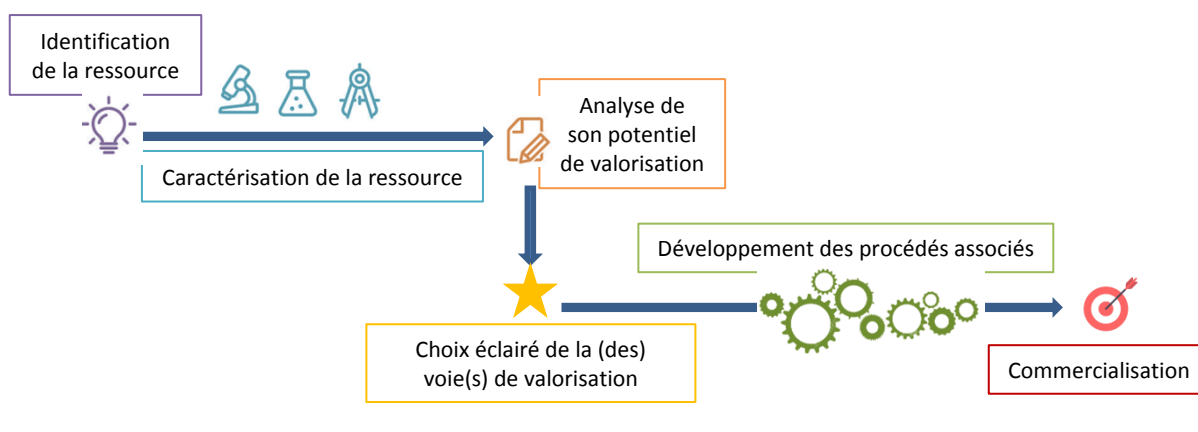 Identification
de la ressource
Caractérisation de la ressource
Analyse de
son potentiel
de valorisation
Développement des procédés associés
Choix éclairé de la (des)
voie(s) de valorisation
Commercialisation